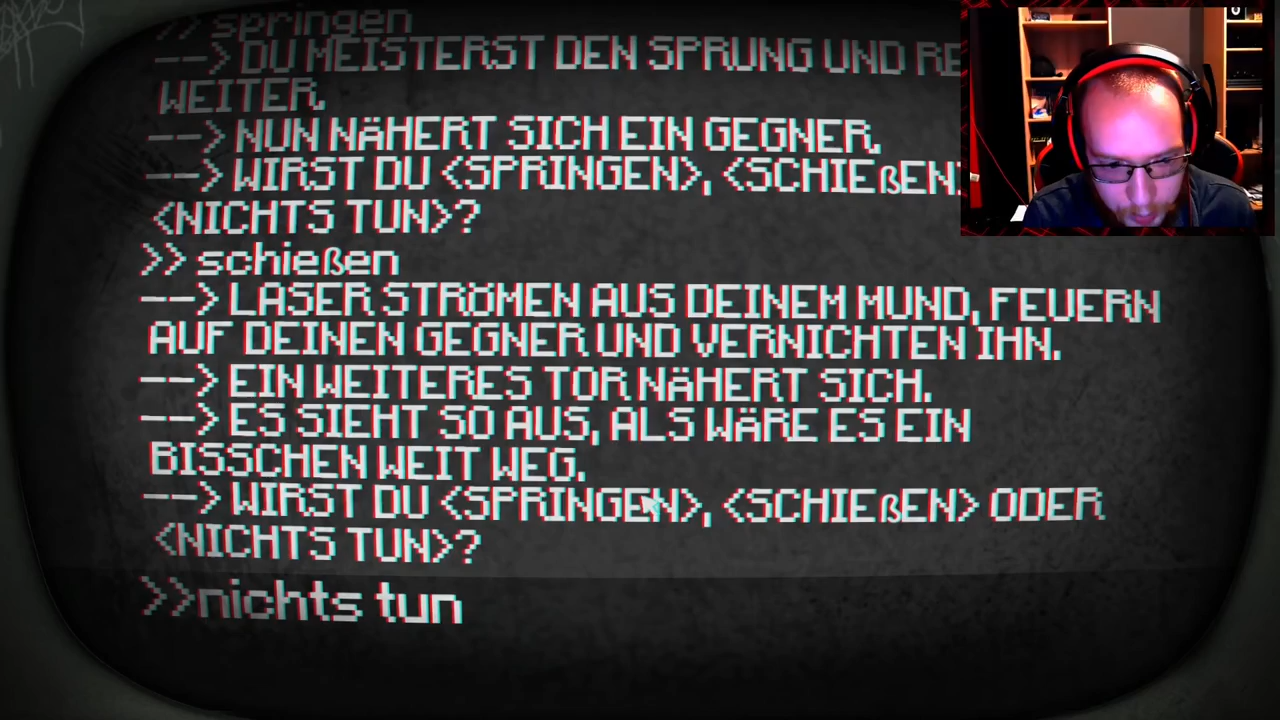 >> springen
--> DU MEISTERST DEN SPRUNG UND
WEITER.
--> NUN NÄHERT SICH EIN GEGNER.
--> WIRST DU <SPRINGEN>, <SCHIEßEN>
<NICHTS TUN>?
>> schießen
--> LASER STRÖMEN AUS DEINEM MUND, FEUERN
AUF DEINEN GEGNER UND VERNICHTEN IHN.
--> EIN WEITERES TOR NÄHERT SICH.
--> ES SIEHT SO AUS, ALS WÄRE ES EIN
BISSCHEN WEIT WEG.
--> WIRST DU <SPRINGEN>, <SCHIEßEN> ODER
<NICHTS TUN>?
>>nichts tun